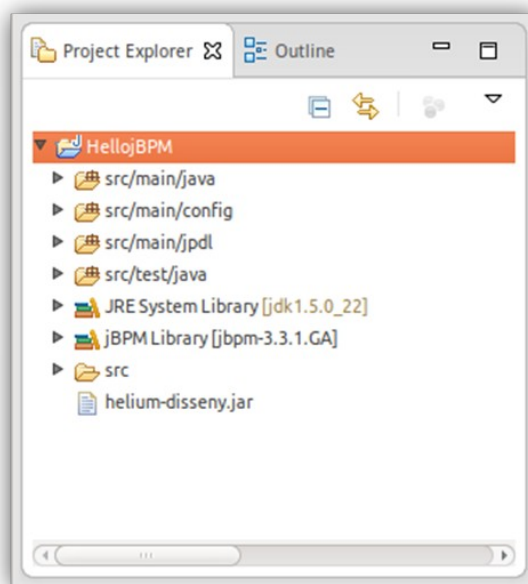 Project Explorer Outline
HellojBPM
src/main/java
src/main/config
src/main/jpdl
src/test/java
JRE System Library [jdk1.5.0_22]
jBPM Library [jbpm-3.3.1.GA]
src
helium-disseny.jar